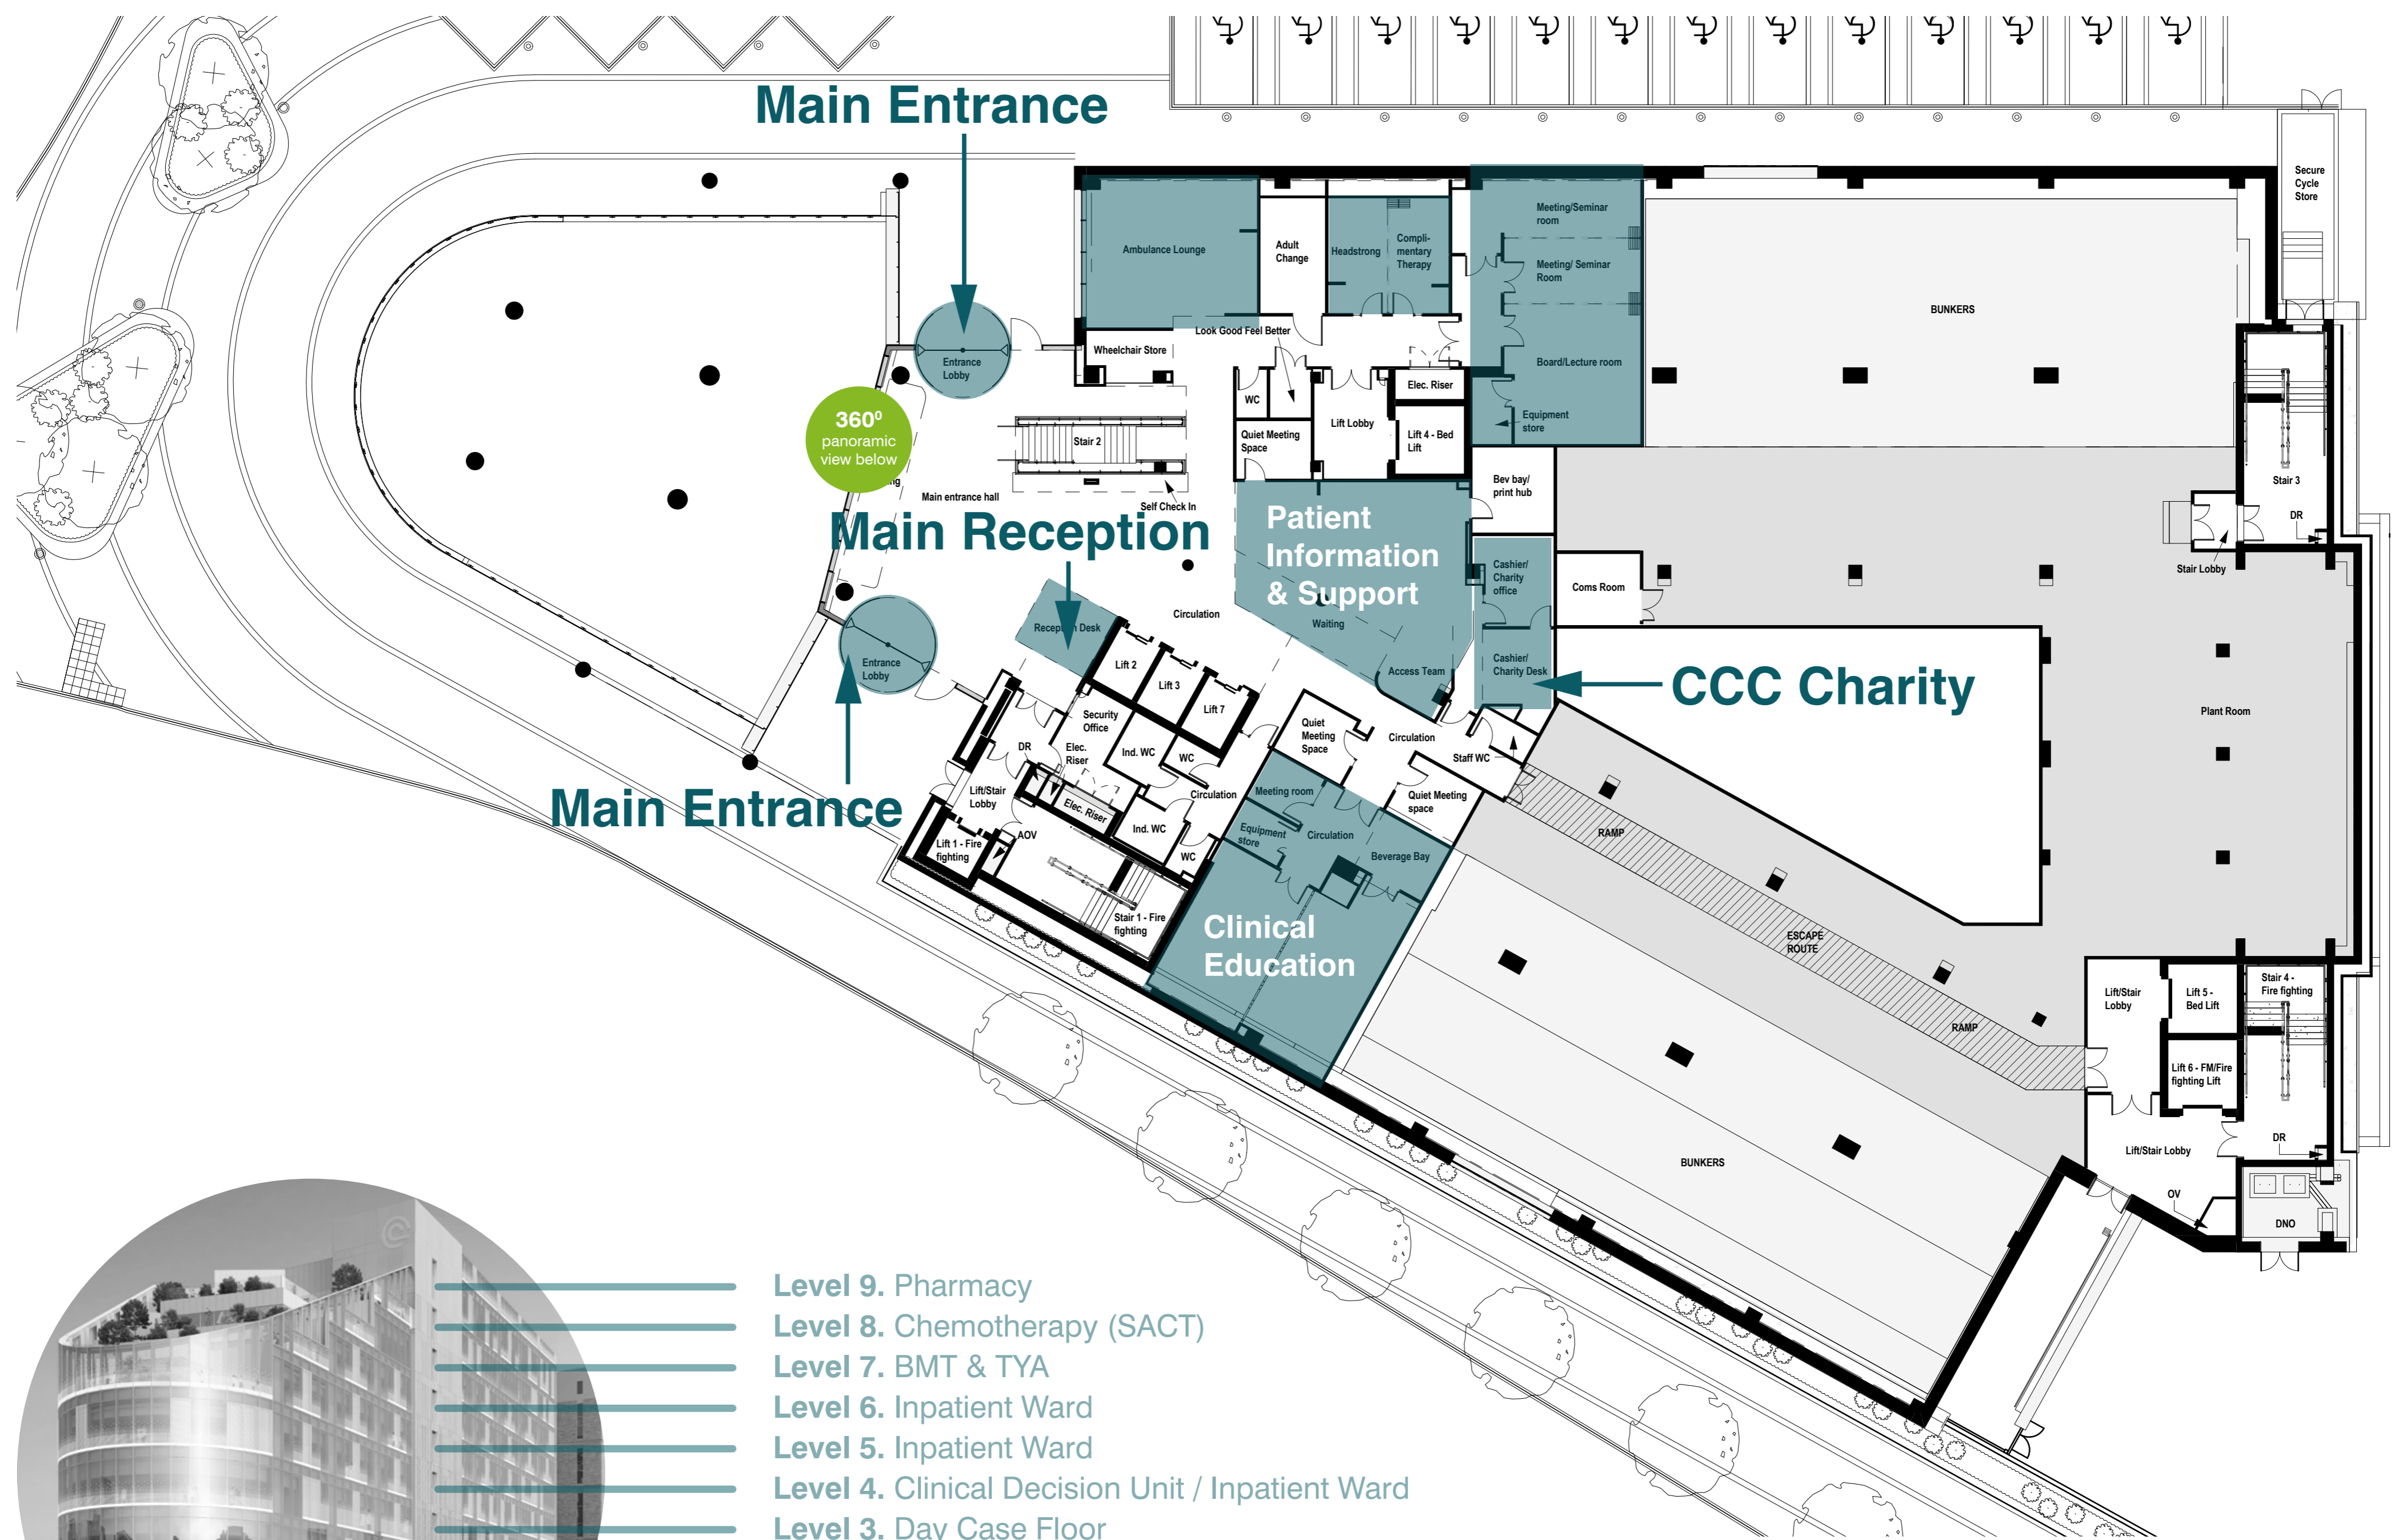 Main Entrance
Secure
Cycle
Store
Meeting/Seminar
room
Ambulance Lounge
Adult
Change
Headstrong
Compli-
mentary
Therapy
Meeting/ Seminar
Room
BUNKERS
Look Good Feel Better
Wheelchair Store
Entrance
Lobby
Board/Lecture room
Elec. Riser
WC
360⁰
panoramic
view below
Equipment
store
Lift Lobby
Lift 4 - Bed
Lift
Quiet Meeting
Space
Stair 2
ng
Main entrance hall
Self Check In
Bev bay/
print hub
Stair 3
DR
Main Reception
Patient
Information
& Support
Cashier/
Charity
office
Coms Room
Stair Lobby
Circulation
Waiting
Desk
Entrance
Lobby
Lift 2
Lift 3
Lift 7
Access Team
Cashier/
Charity Desk
CCC Charity
Plant Room
Security
Office
Quiet
Meeting
Space
Circulation
DR
Elec.
Riser
Ind. WC
WC
Staff WC
Main Entrance
Lift/Stair
Lobby
Elec. Riser
Circulation
Meeting room
Quiet Meeting
space
Ind. WC
AOV
Equipment
store
Circulation
RAMP
Lift 1 - Fire
fighting
WC
Beverage Bay
Stair 1 - Fire
fighting
Clinical
Education
ESCAPE
ROUTE
Lift/Stair
Lobby
Lift 5 -
Bed Lift
Stair 4 -
Fire fighting
RAMP
Lift 6 - FM/Fire
fighting Lift
BUNKERS
Lift/Stair Lobby
DR
OV
DNO
Level 9. Pharmacy
Level 8. Chemotherapy (SACT)
Level 7. BMT & TYA
Level 6. Inpatient Ward
Level 5. Inpatient Ward
Level 4. Clinical Decision Unit / Inpatient Ward
Level 3. Day Case Floor